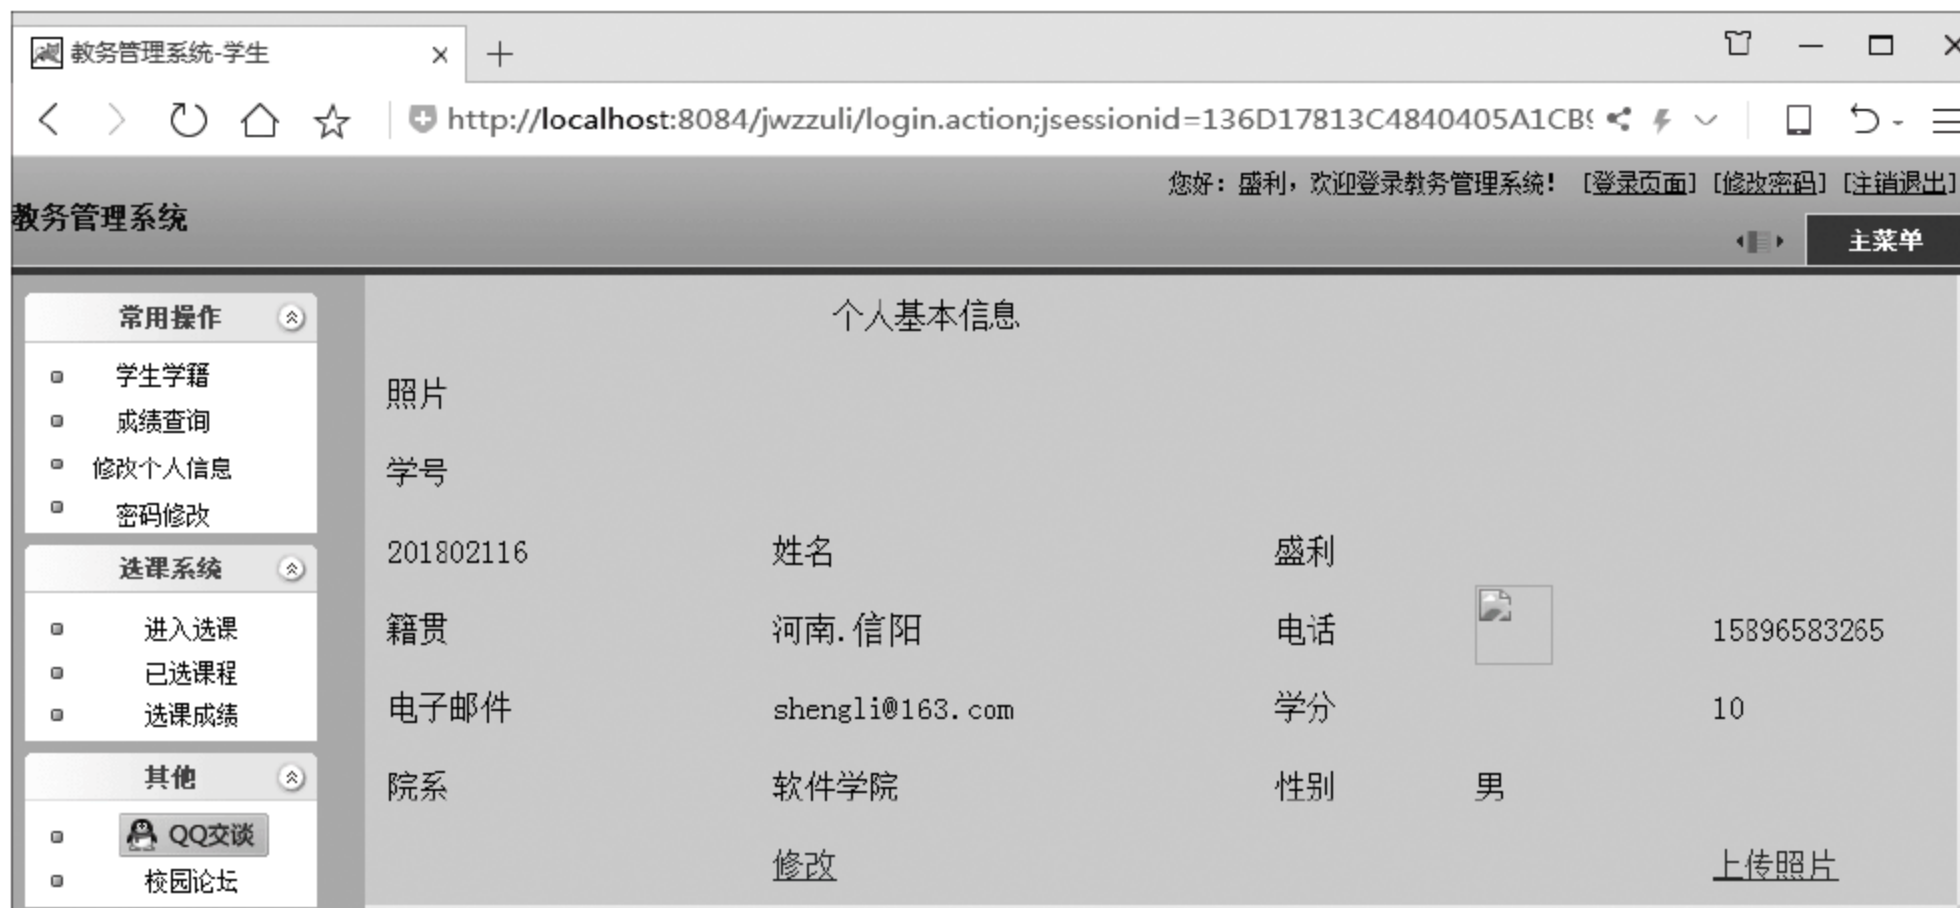 教务管理系统-学生
http://localhost:8084/jwzzuli/login.action;jsessionid=136D17813C4840405A1CB
您好：盛利，欢迎登录教务管理系统！ [登录页面] [修改密码] [注销退出]
教务管理系统
主菜单
常用操作
学生学籍
成绩查询
修改个人信息
密码修改
选课系统
进入选课
已选课程
选课成绩
其他
QQ交谈
校园论坛
个人基本信息
照片
学号
201802116 姓名 盛利
籍贯 河南.信阳 电话 15896583265
电子邮件 shengli@163.com 学分 10
院系 软件学院 性别 男
修改 上传照片